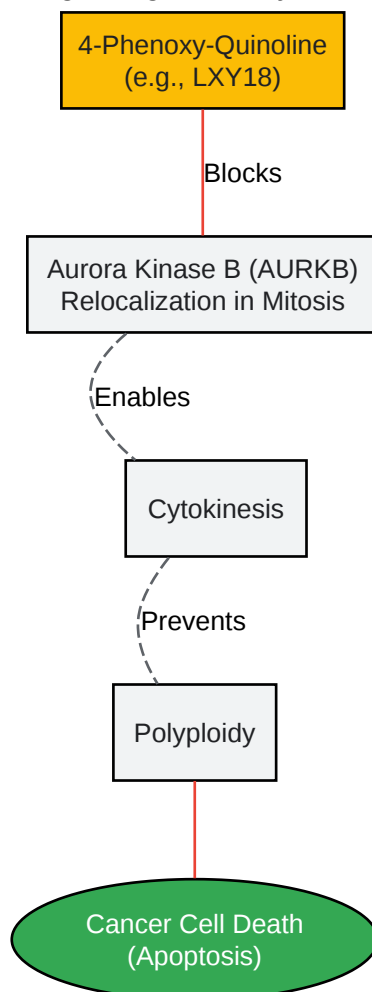 4-Phenoxy-Quinoline
(e.g., LXY18)
Blocks
Aurora Kinase B (AURKB)
Relocalization in Mitosis
Enables
Cytokinesis
Prevents
Polyploidy
Cancer Cell Death
(Apoptosis)